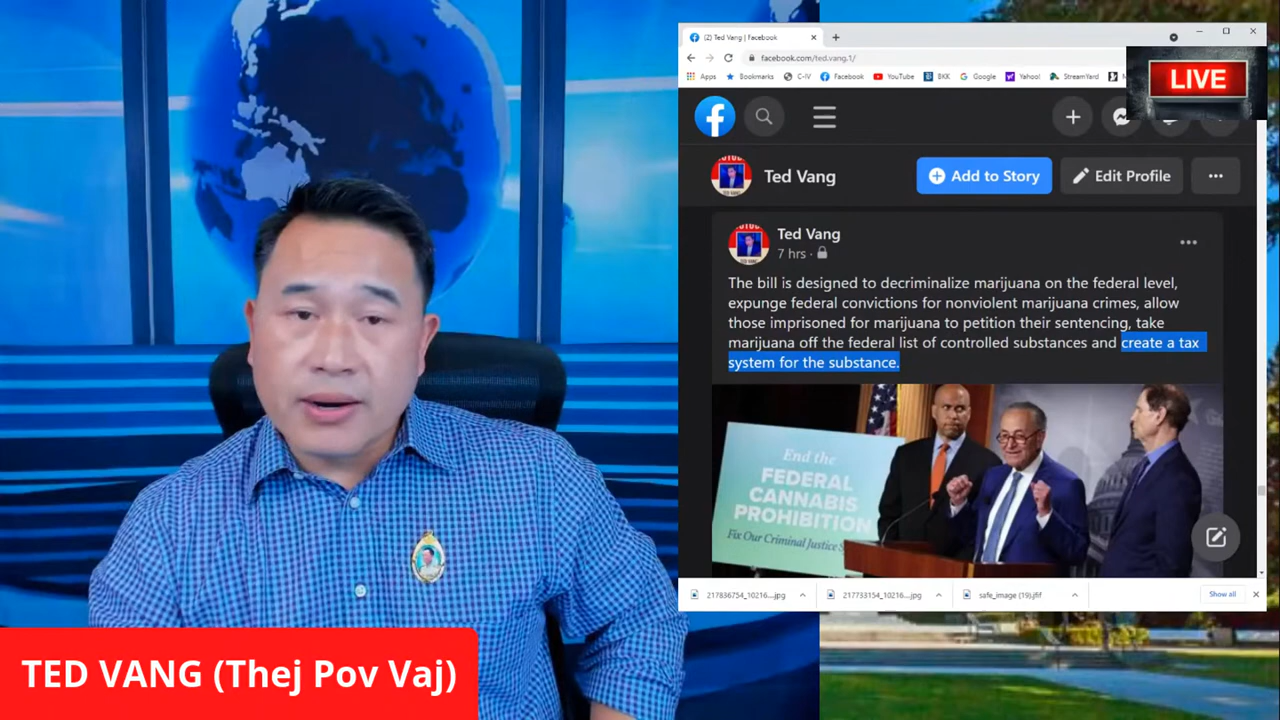 (2) Ted Vang | Facebook
facebook.com/ted.vang.1/
Apps Bookmarks C-IV Facebook YouTube BKK Google Yahoo! StreamYard
LIVE
Ted Vang
Add to Story
Edit Profile
Ted Vang
7 hrs
The bill is designed to decriminalize marijuana on the federal level,
expunge federal convictions for nonviolent marijuana crimes, allow
those imprisoned for marijuana to petition their sentencing, take
marijuana off the federal list of controlled substances and create a tax
system for the substance.
End the
FEDERAL
CANNABIS
PROHIBITION
Fix Our Criminal Justice
217836754_10216....jpg
217733154_10216....jpg
safe_image (19).jfif
Show all
TED VANG (Thej Pov Vaj)